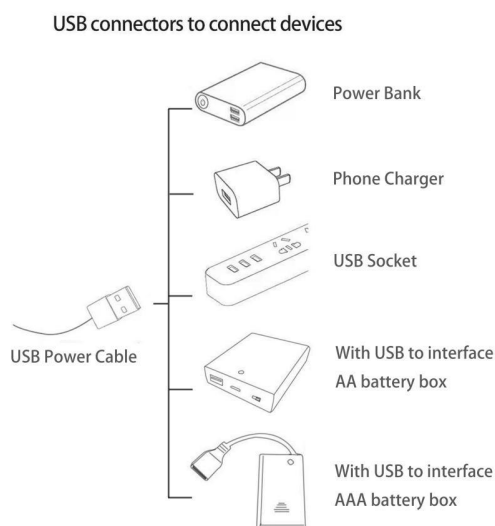 USB connectors to connect devices
Power Bank
Phone Charger
USB Socket
USB Power Cable
With USB to interface
AA battery box
With USB to interface
AAA battery box